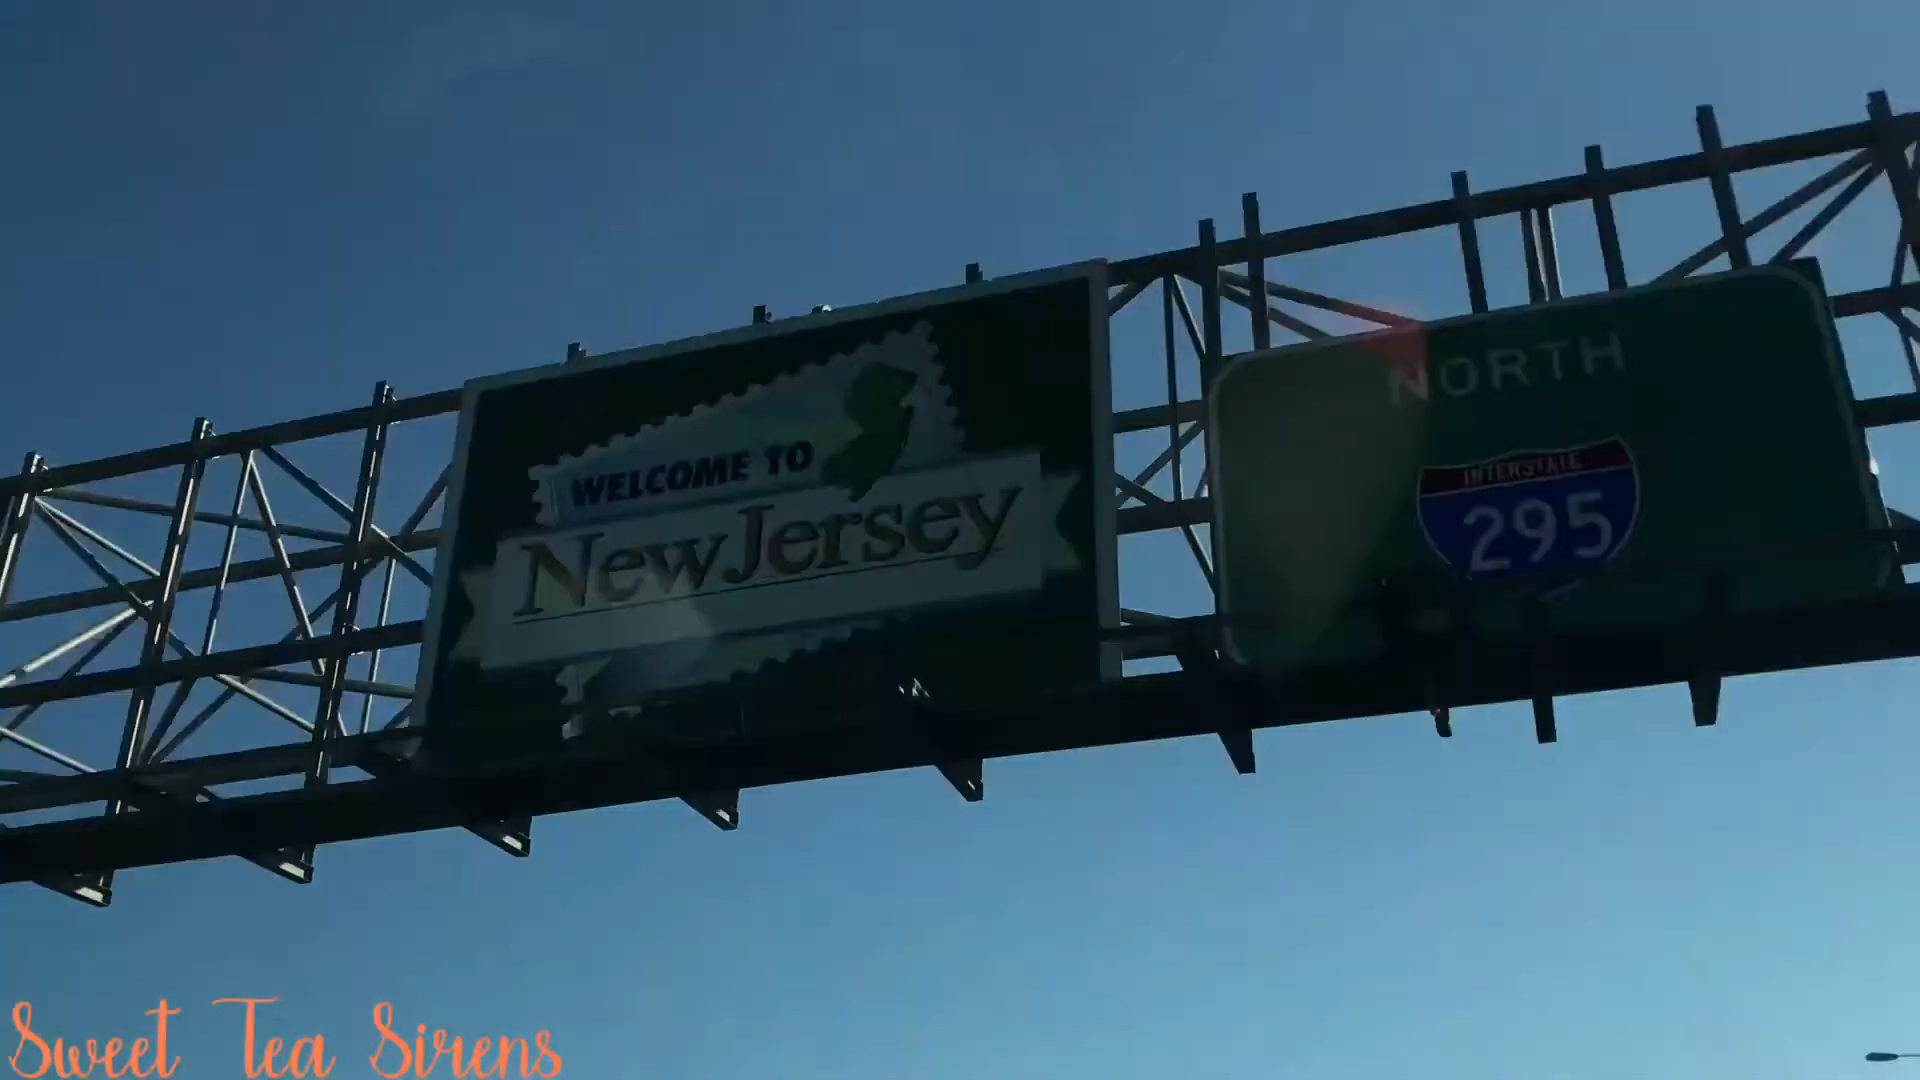 WELCOME TO
New Jersey
NORTH
INTERSTATE
295
Sweet Tea Sirens